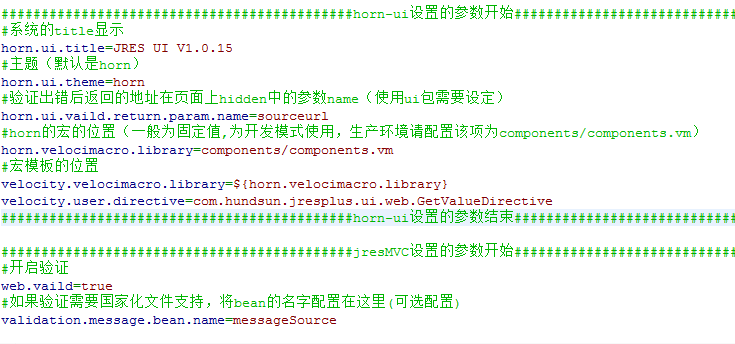 ############################################horn-ui设置的参数开始############################
#系统的title显示
horn.ui.title=JRES UI V1.0.15
#主题（默认是horn）
horn.ui.theme=horn
#验证出错后返回的地址在页面上hidden中的参数name（使用ui包需要设定）
horn.ui.vaild.return.param.name=sourceurl
#horn的宏的位置（一般为固定值,为开发模式使用，生产环境请配置该项为components/components.vm）
horn.velocimacro.library=components/components.vm
#宏模板的位置
velocity.velocimacro.library=${horn.velocimacro.library}
velocity.user.directive=com.hundsun.jresplus.ui.web.GetValueDirective
############################################horn-ui设置的参数结束############################
############################################jresMVC设置的参数开始############################
#开启验证
web.vaild=true
#如果验证需要国家化文件支持，将bean的名字配置在这里(可选配置)
validation.message.bean.name=messageSource